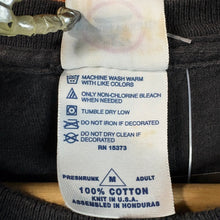 MACHINE WASH WARM
WITH LIKE COLORS
ONLY NON-CHLORINE BLEACH
WHEN NEEDED
TUMBLE DRY LOW
DO NOT IRON IF DECORATED
DO NOT DRY CLEAN IF
DECORATED
RN 15373
PRESHRUNK M ADULT
100% COTTON
KNIT IN U.S.A.
ASSEMBLED IN HONDURAS